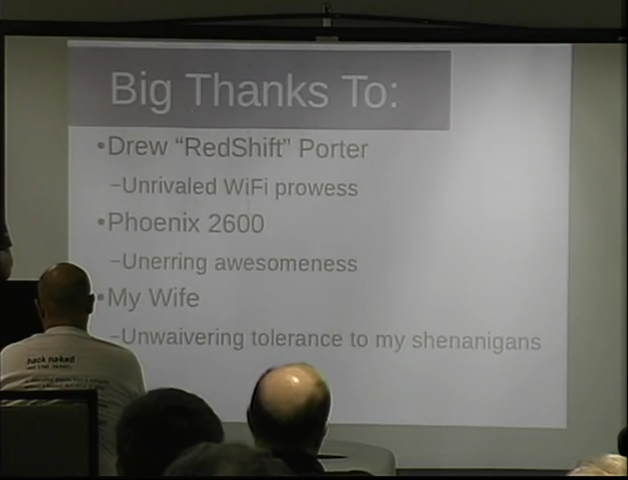 Big Thanks To:
•Drew “RedShift” Porter
–Unrivaled WiFi prowess
•Phoenix 2600
–Unerring awesomeness
•My Wife
–Unwaivering tolerance to my shenanigans
hack naked